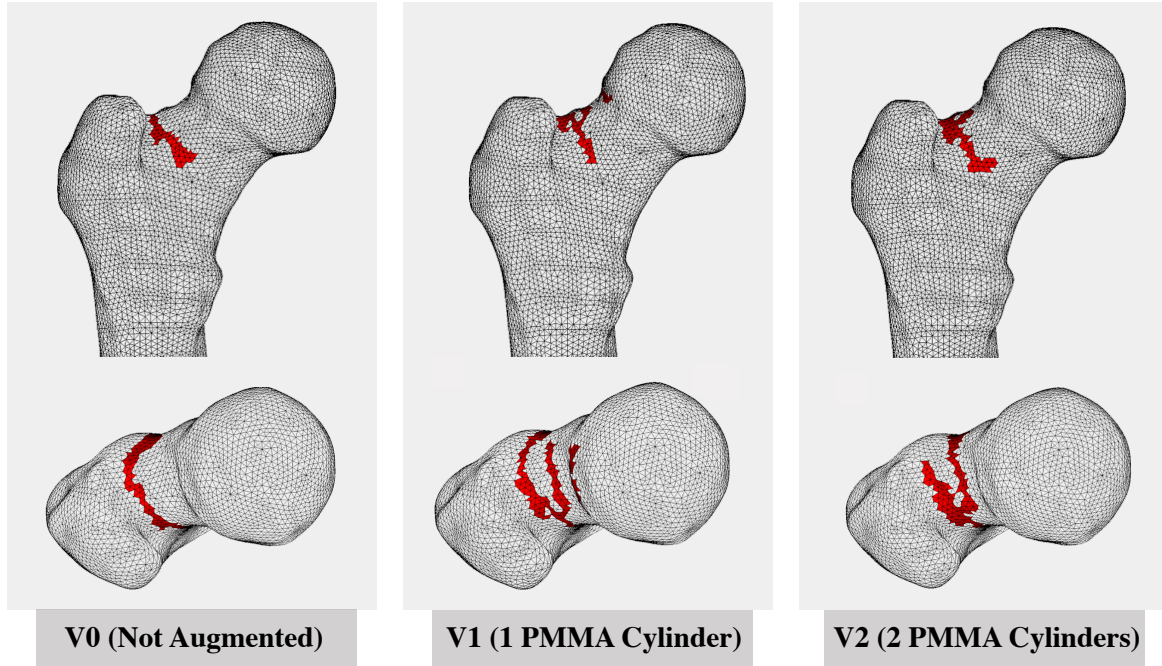 V0 (Not Augmented)
V1 (1 PMMA Cylinder)
V2 (2 PMMA Cylinders)